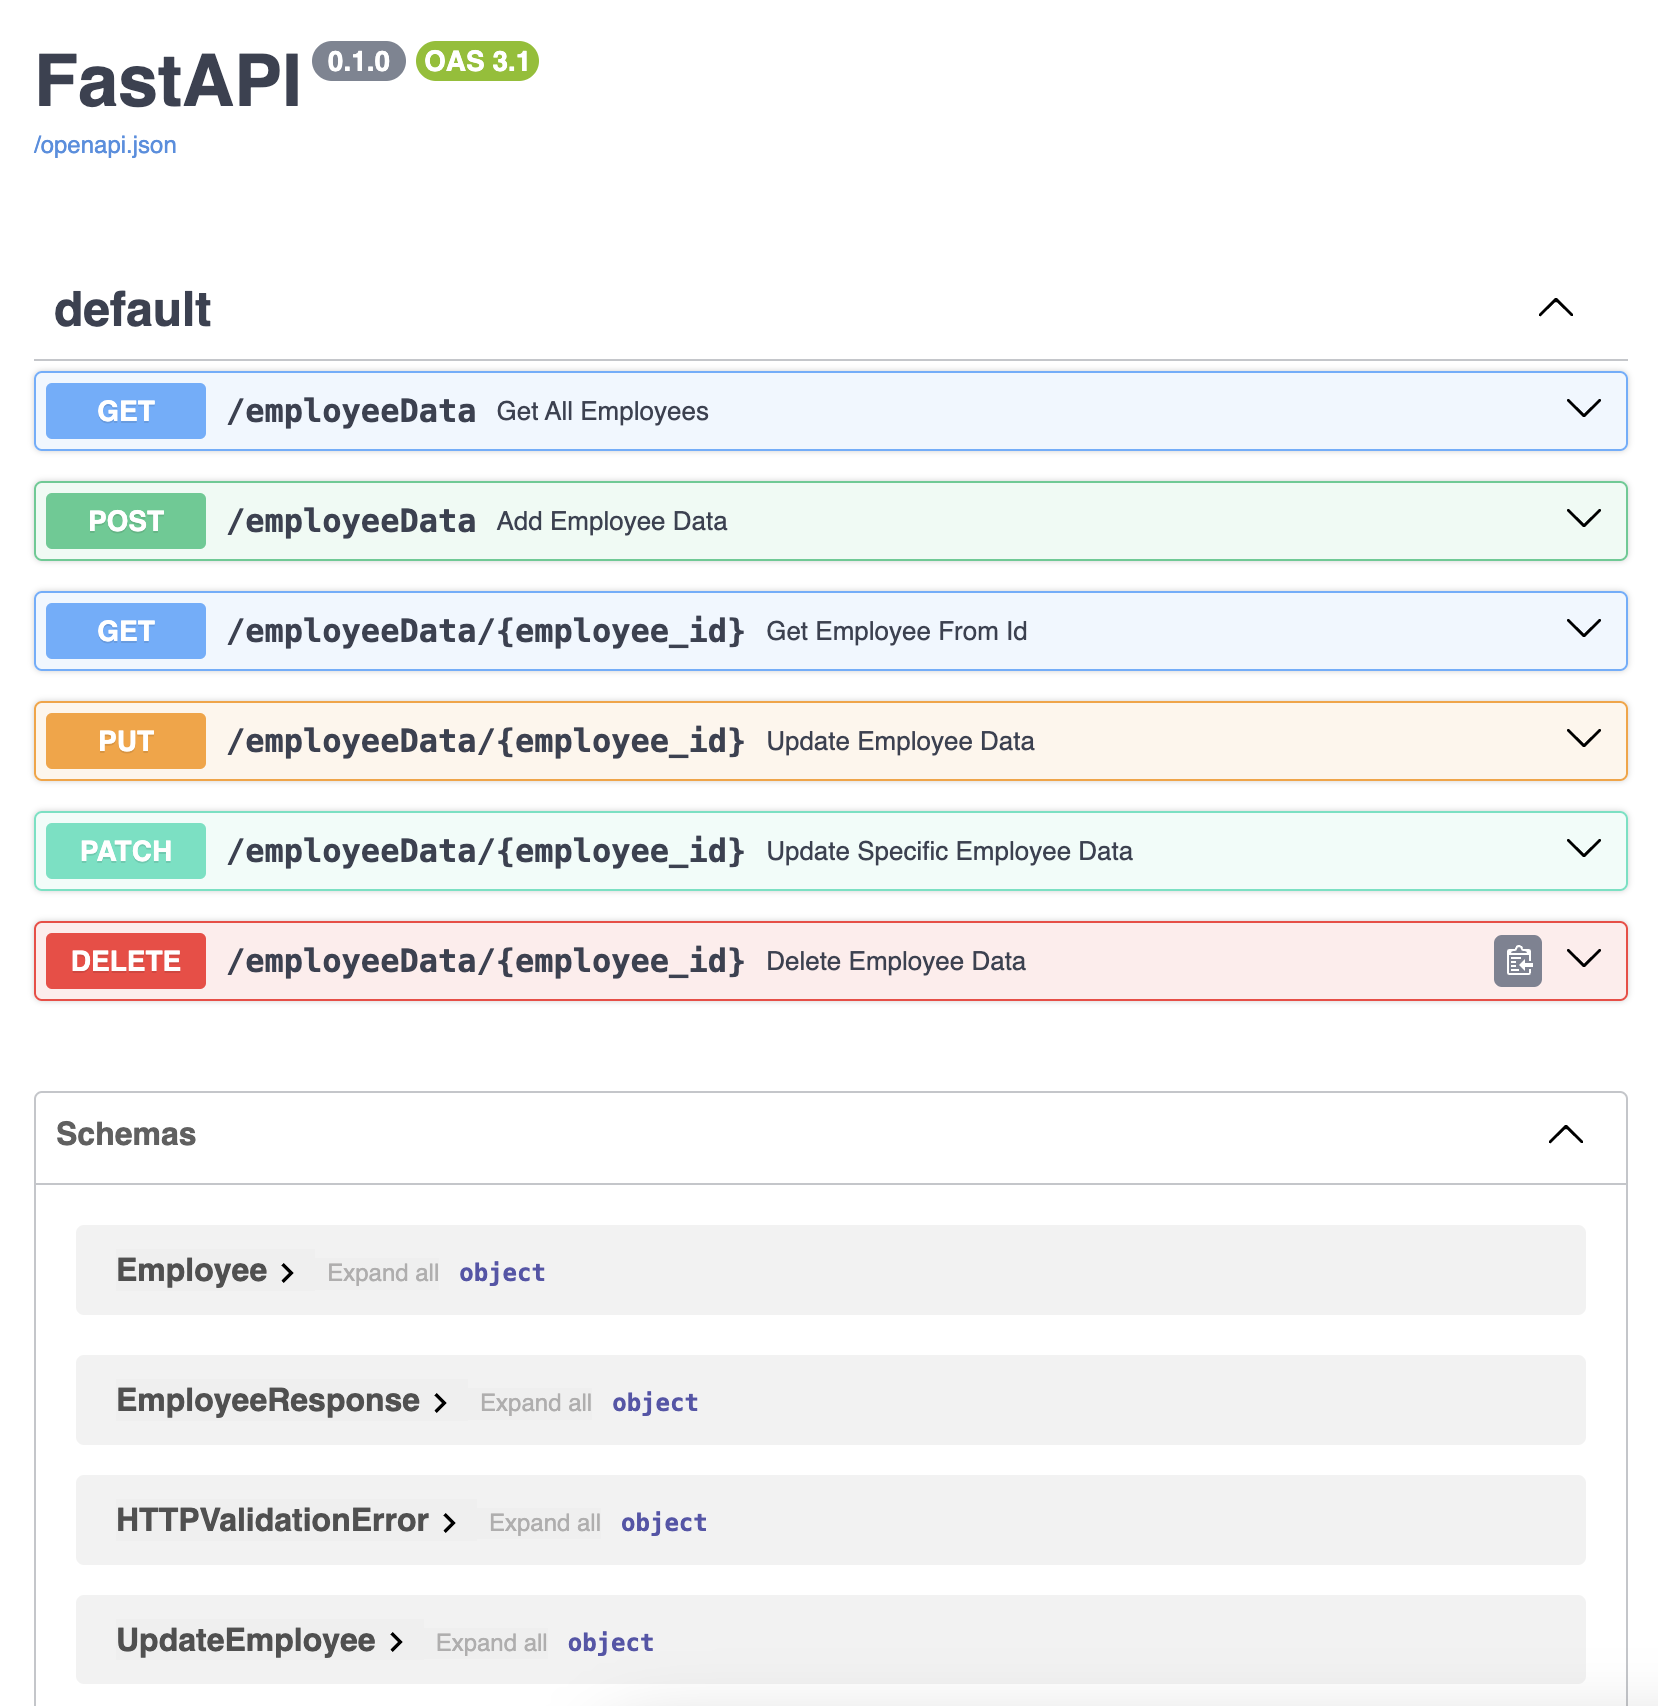 FastAPI 0.1.0 OAS 3.1
/openapi.json
default
GET /employeeData Get All Employees
POST /employeeData Add Employee Data
GET /employeeData/{employee_id} Get Employee From Id
PUT /employeeData/{employee_id} Update Employee Data
PATCH /employeeData/{employee_id} Update Specific Employee Data
DELETE /employeeData/{employee_id} Delete Employee Data
Schemas
Employee Expand all object
EmployeeResponse Expand all object
HTTPValidationError Expand all object
UpdateEmployee Expand all object